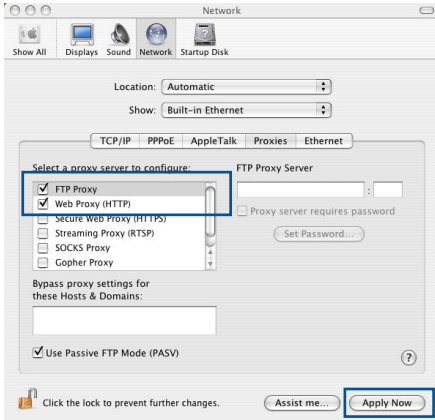 Network
Show All Displays Sound Network Startup Disk
Location: Automatic
Show: Built-in Ethernet
TCP/IP PPPoE AppleTalk Proxies Ethernet
Select a proxy server to configure: FTP Proxy Server
FTP Proxy :
Web Proxy (HTTP)
Proxy server requires password
Secure Web Proxy (HTTPS)
Streaming Proxy (RTSP) Set Password...
SOCKS Proxy
Gopher Proxy
Bypass proxy settings for
these Hosts & Domains:
Use Passive FTP Mode (PASV) ?
Click the lock to prevent further changes. Assist me... Apply Now